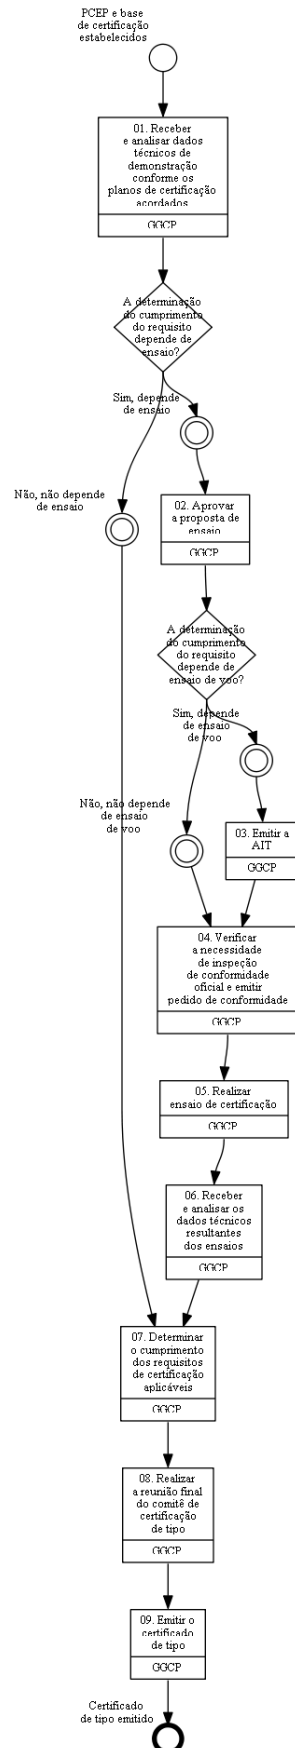 PCEP e base
de certificação
estabelecidos
01. Receber
e analisar dados
técnicos de
demonstração
conforme os
planos de certificação
acordados
GGCP
A determinação
do cumprimento
do requisito
depende de
ensaio?
Sim, depende
de ensaio
Não, não depende
de ensaio
02. Aprovar
a proposta de
ensaio
GGCP
A determinação
do cumprimento
do requisito
depende de
ensaio de voo?
Sim, depende
de ensaio
de voo
Não, não depende
de ensaio
de voo
03. Emitir a
AIT
GGCP
04. Verificar
a necessidade
de inspeção
de conformidade
oficial e emitir
pedido de conformidade
GGCP
05. Realizar
ensaio de certificação
GGCP
06. Receber
e analisar os
dados técnicos
resultantes
dos ensaios
GGCP
07. Determinar
o cumprimento
dos requisitos
de certificação
aplicáveis
GGCP
08. Realizar
a reunião final
do comitê de
certificação
de tipo
GGCP
09. Emitir o
certificado
de tipo
GGCP
Certificado
de tipo emitido